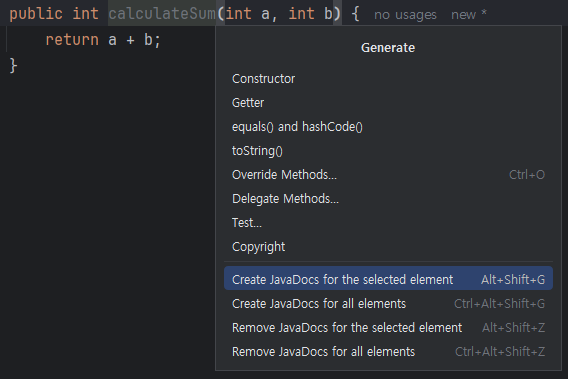 public int calculateSum(int a, int b) { no usages new *
return a + b;
}
Generate
Constructor
Getter
equals() and hashCode()
toString()
Override Methods... Ctrl+O
Delegate Methods...
Test...
Copyright
Create JavaDocs for the selected element Alt+Shift+G
Create JavaDocs for all elements Ctrl+Alt+Shift+G
Remove JavaDocs for the selected element Alt+Shift+Z
Remove JavaDocs for all elements Ctrl+Alt+Shift+Z